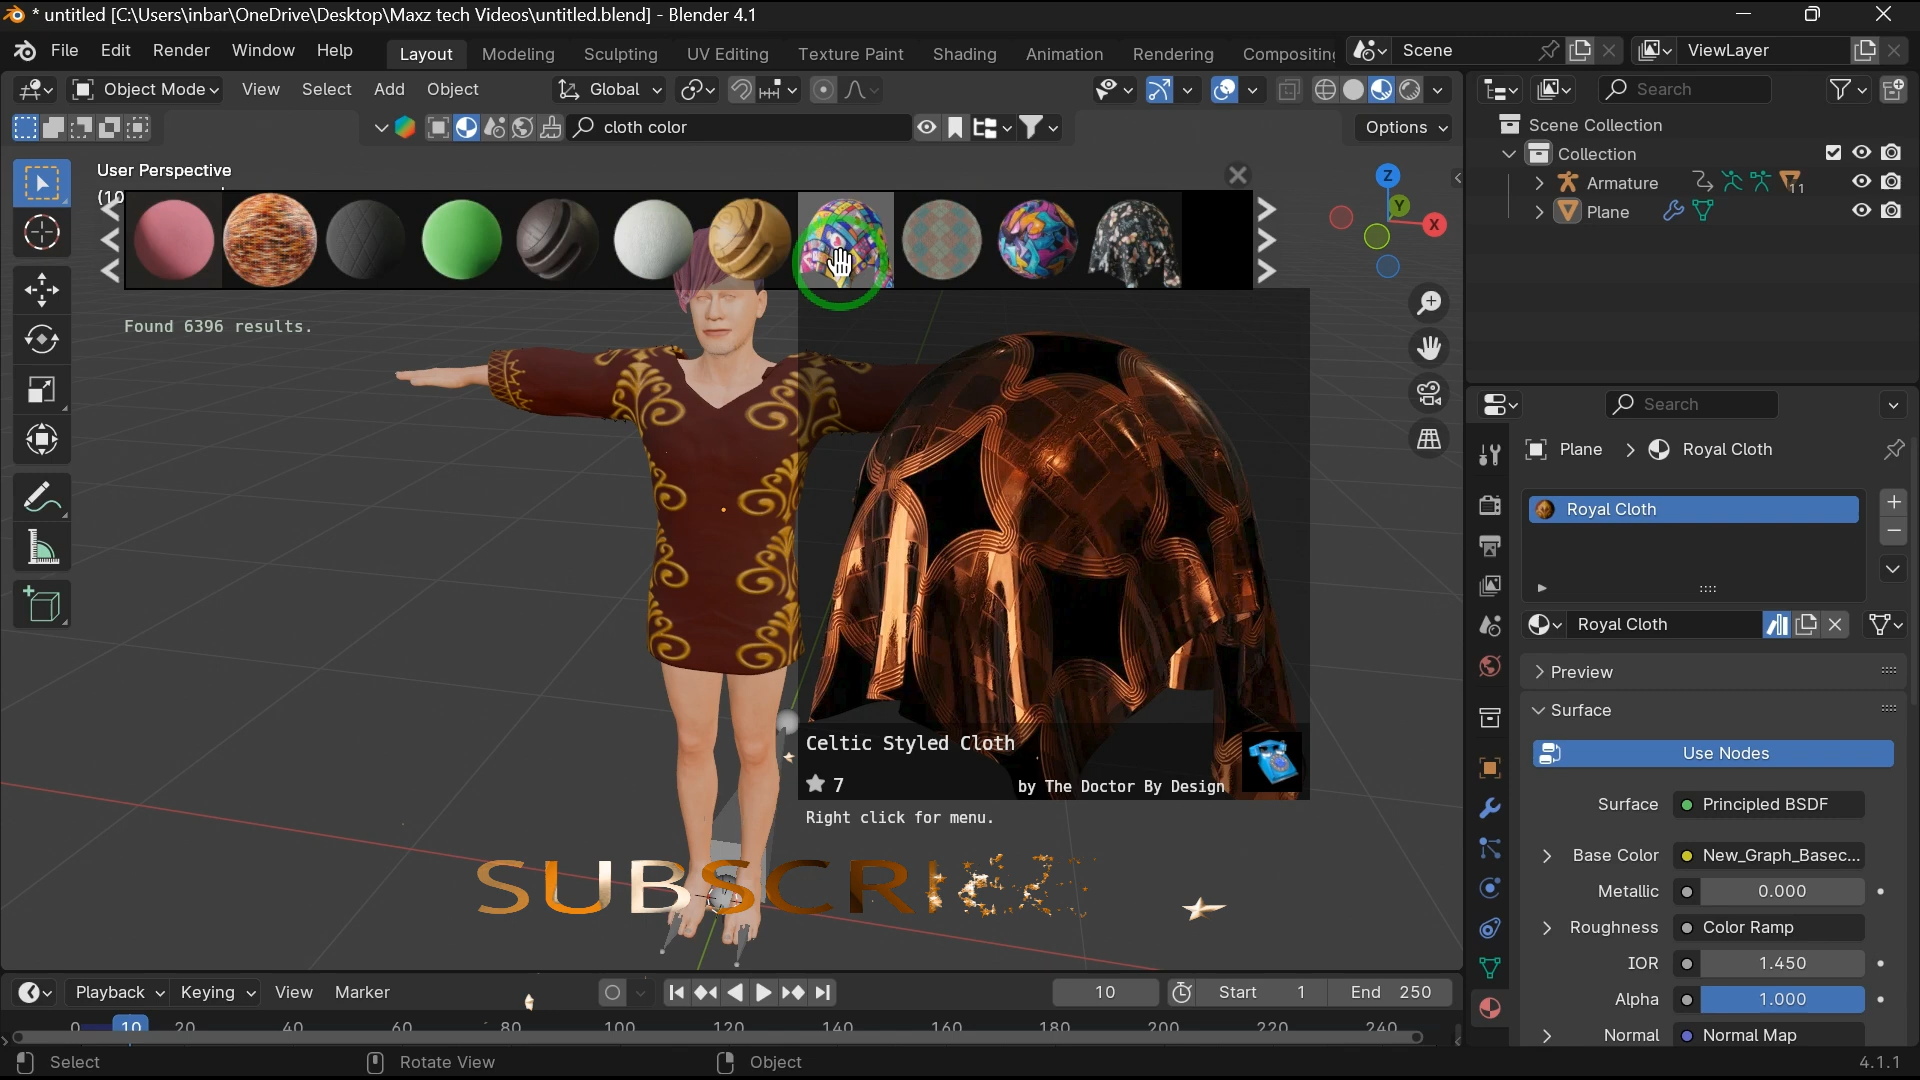 * untitled [C:\Users\inbar\OneDrive\Desktop\Maxz tech Videos\untitled.blend] - Blender 4.1
File Edit Render Window Help Layout Modeling Sculpting UV Editing Texture Paint Shading Animation Rendering Compositing Scene ViewLayer
Object Mode View Select Add Object Global Search
cloth color Options
User Perspective
(10
Found 6396 results.
Celtic Styled Cloth
7 by The Doctor By Design
Right click for menu.
SUBSCRI
Z
Y
X
Scene Collection
Collection
Armature 11
Plane
Search
Plane > Royal Cloth
Royal Cloth
Royal Cloth
Preview
Surface
Use Nodes
Surface Principled BSDF
Base Color New_Graph_Basec...
Metallic 0.000
Roughness Color Ramp
IOR 1.450
Alpha 1.000
Normal Normal Map
Playback Keying View Marker 10 Start 1 End 250
0 10 20 40 60 80 100 120 140 160 180 200 220 240
Select Rotate View Object 4.1.1